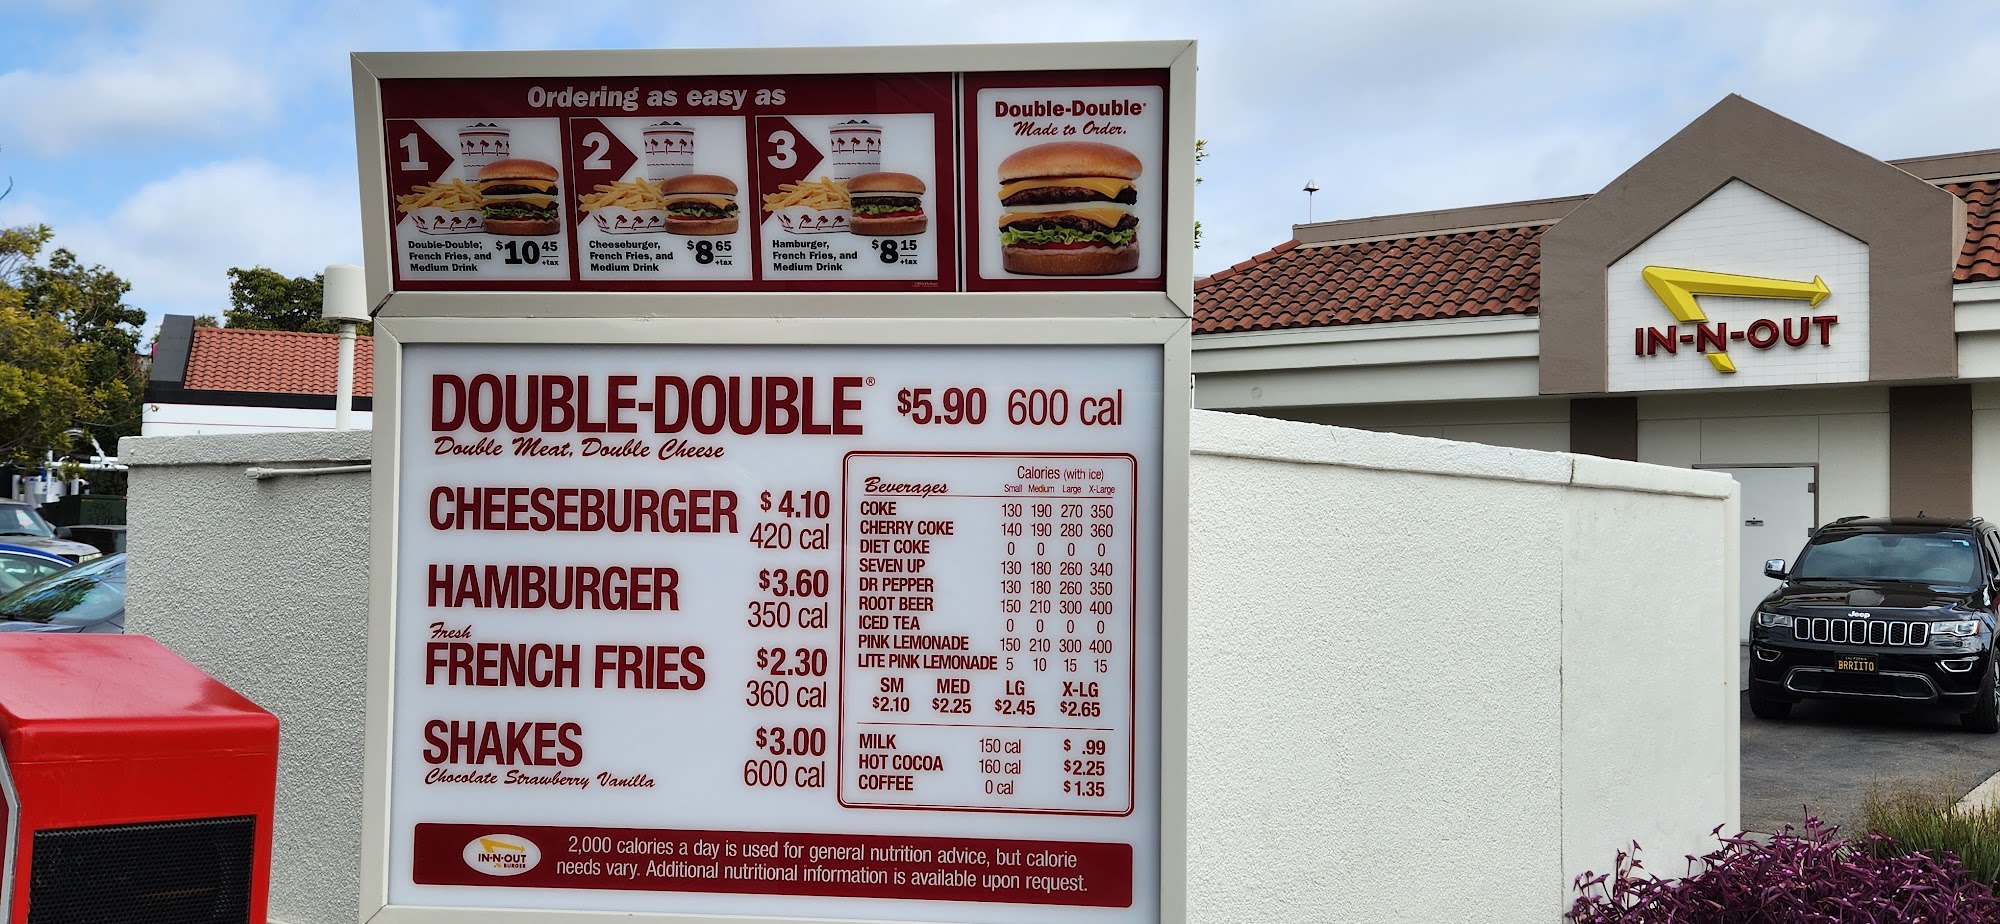 Ordering as easy as
1
Double-Double,
French Fries, and
Medium Drink
$10 45
+tax
2
Cheeseburger,
French Fries, and
Medium Drink
$8 65
+tax
3
Hamburger,
French Fries, and
Medium Drink
$8 15
+tax
Double-Double®
Made to Order.
DOUBLE-DOUBLE® $5.90 600 cal
Double Meat, Double Cheese
CHEESEBURGER $4.10
420 cal
HAMBURGER $3.60
350 cal
Fresh
FRENCH FRIES $2.30
360 cal
SHAKES $3.00
Chocolate Strawberry Vanilla 600 cal
Calories (with ice)
Beverages Small Medium Large X-Large
COKE 130 190 270 350
CHERRY COKE 140 190 280 360
DIET COKE 0 0 0 0
SEVEN UP 130 180 260 340
DR PEPPER 130 180 260 350
ROOT BEER 150 210 300 400
ICED TEA 0 0 0 0
PINK LEMONADE 150 210 300 400
LITE PINK LEMONADE 5 10 15 15
SM MED LG X-LG
$2.10 $2.25 $2.45 $2.65
MILK 150 cal $ .99
HOT COCOA 160 cal $2.25
COFFEE 0 cal $1.35
IN-N-OUT
BURGER
2,000 calories a day is used for general nutrition advice, but calorie
needs vary. Additional nutritional information is available upon request.
IN-N-OUT
Jeep
BRRIITO